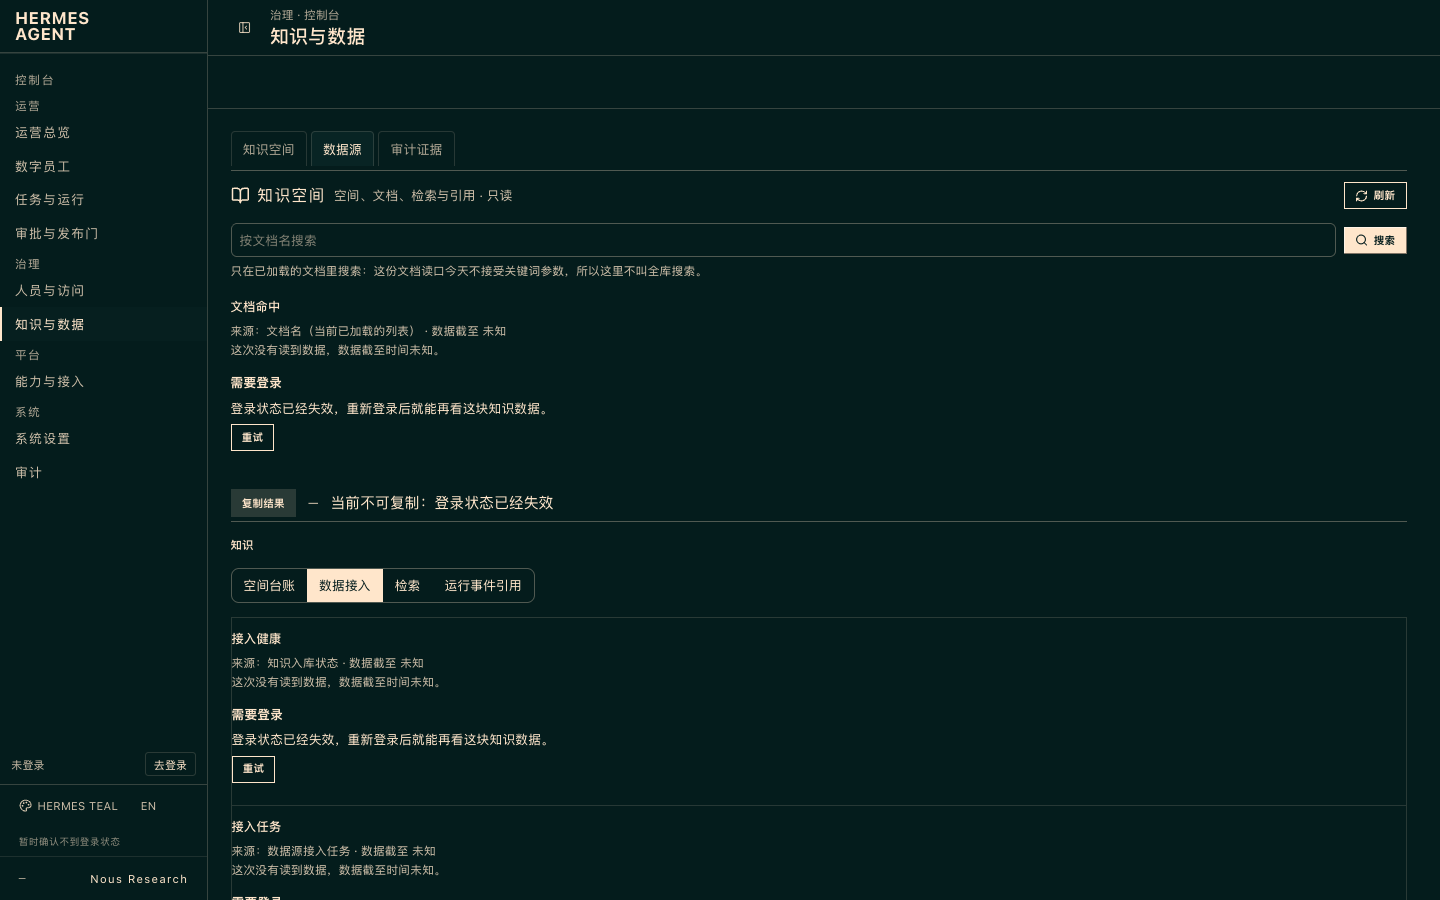 HERMES
AGENT
控制台
运营
运营总览
数字员工
任务与运行
审批与发布门
治理
人员与访问
知识与数据
平台
能力与接入
系统
系统设置
审计
未登录
去登录
HERMES TEAL
EN
暂时确认不到登录状态
–
Nous Research
治理 · 控制台
知识与数据
知识空间
数据源
审计证据
知识空间 空间、文档、检索与引用 · 只读
刷新
按文档名搜索
搜索
只在已加载的文档里搜索：这份文档读口今天不接受关键词参数，所以这里不叫全库搜索。
文档命中
来源：文档名（当前已加载的列表） · 数据截至 未知
这次没有读到数据，数据截至时间未知。
需要登录
登录状态已经失效，重新登录后就能再看这块知识数据。
重试
复制结果 — 当前不可复制：登录状态已经失效
知识
空间台账
数据接入
检索
运行事件引用
接入健康
来源：知识入库状态 · 数据截至 未知
这次没有读到数据，数据截至时间未知。
需要登录
登录状态已经失效，重新登录后就能再看这块知识数据。
重试
接入任务
来源：数据源接入任务 · 数据截至 未知
这次没有读到数据，数据截至时间未知。